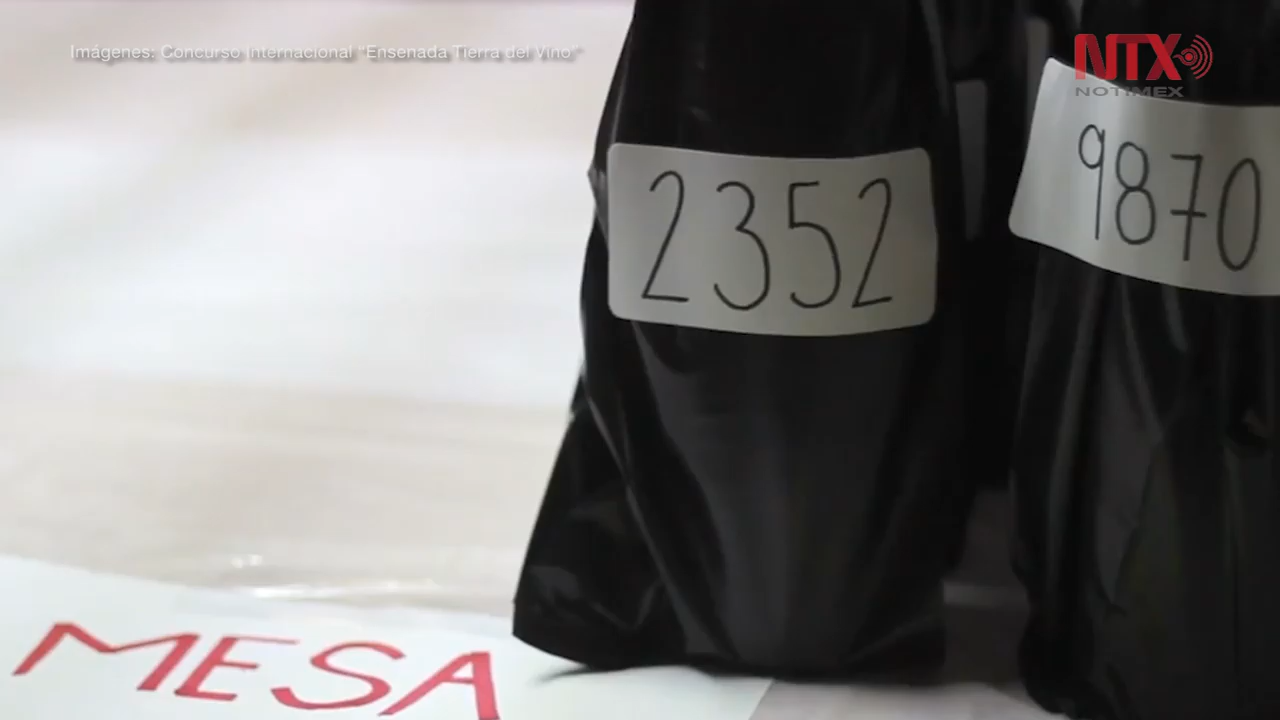 Imágenes: Concurso Internacional "Ensenada Tierra del Vino"
NTX
NOTIMEX
2352
9870
MESA